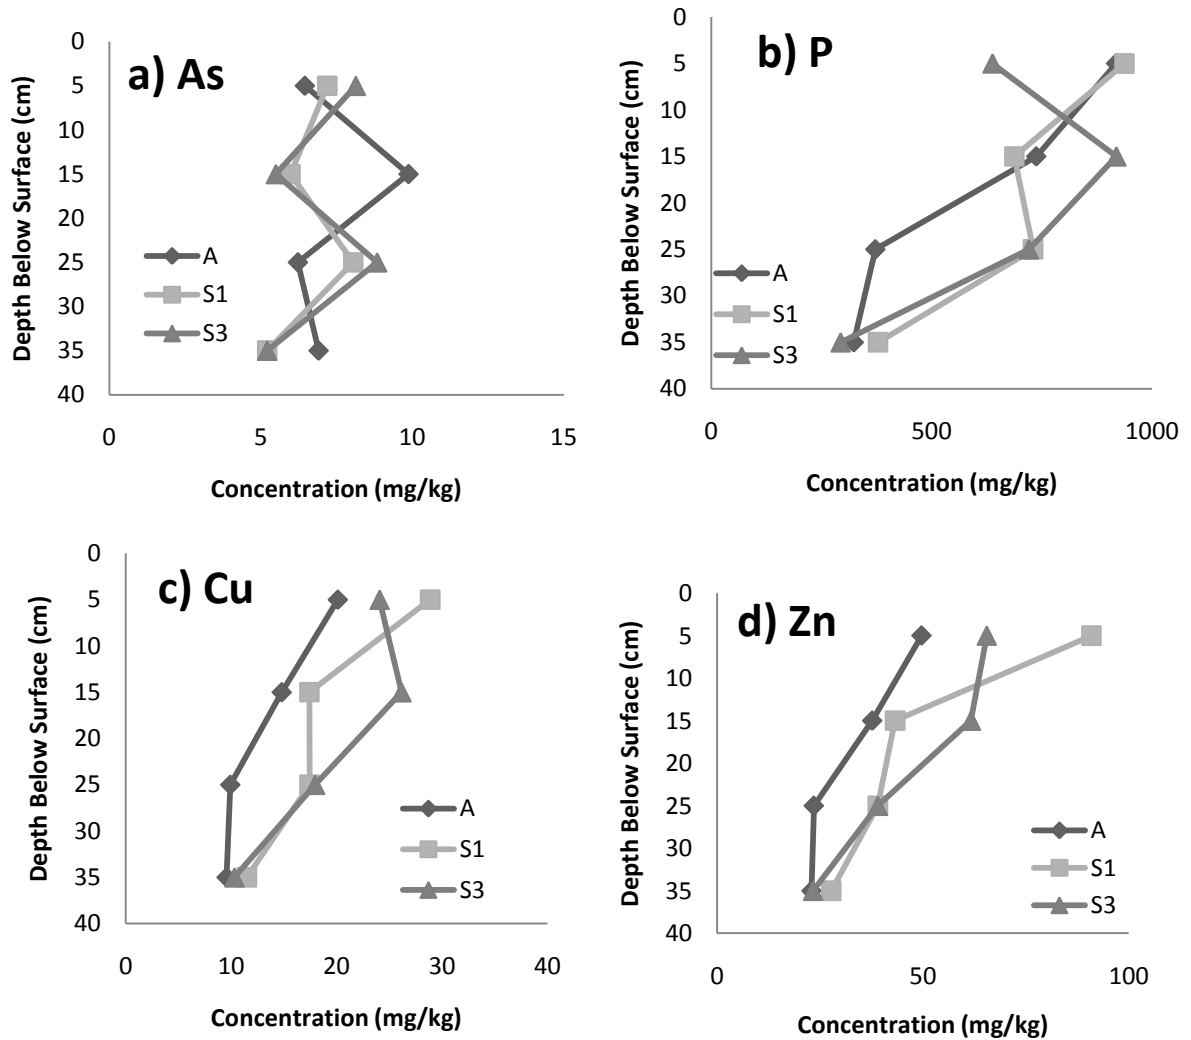 a) As
0
5
10
15
20
25
30
35
40
Depth Below Surface (cm)
A
S1
S3
0 5 10 15
Concentration (mg/kg)
b) P
0
5
10
15
20
25
30
35
40
Depth Below Surface (cm)
A
S1
S3
0 500 1000
Concentration (mg/kg)
c) Cu
0
5
10
15
20
25
30
35
40
Depth Below Surface (cm)
A
S1
S3
0 10 20 30 40
Concentration (mg/kg)
d) Zn
0
5
10
15
20
25
30
35
40
Depth Below Surface (cm)
A
S1
S3
0 50 100
Concentration (mg/kg)